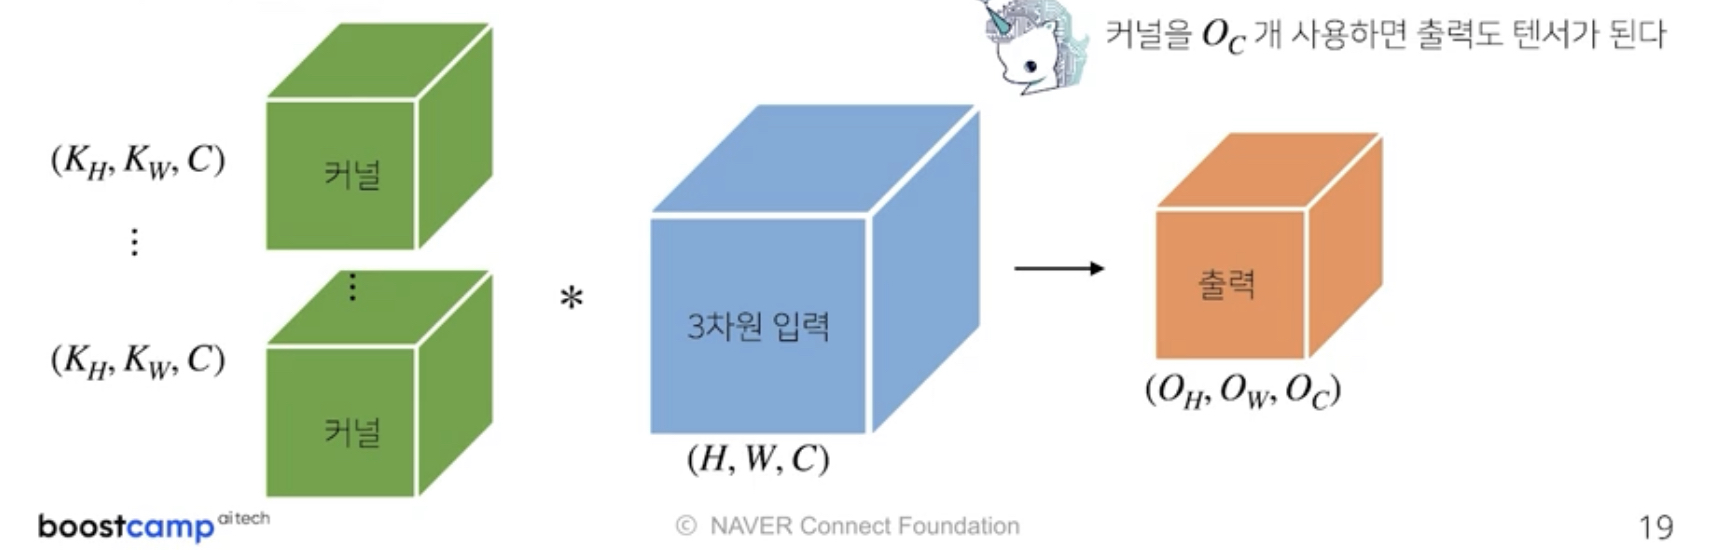 커널을 O_C 개 사용하면 출력도 텐서가 된다
(K_H, K_W, C)
커널
⋮
⋮
(K_H, K_W, C)
커널
*
3차원 입력
(H, W, C)
출력
(O_H, O_W, O_C)
boostcamp ai tech
© NAVER Connect Foundation
19